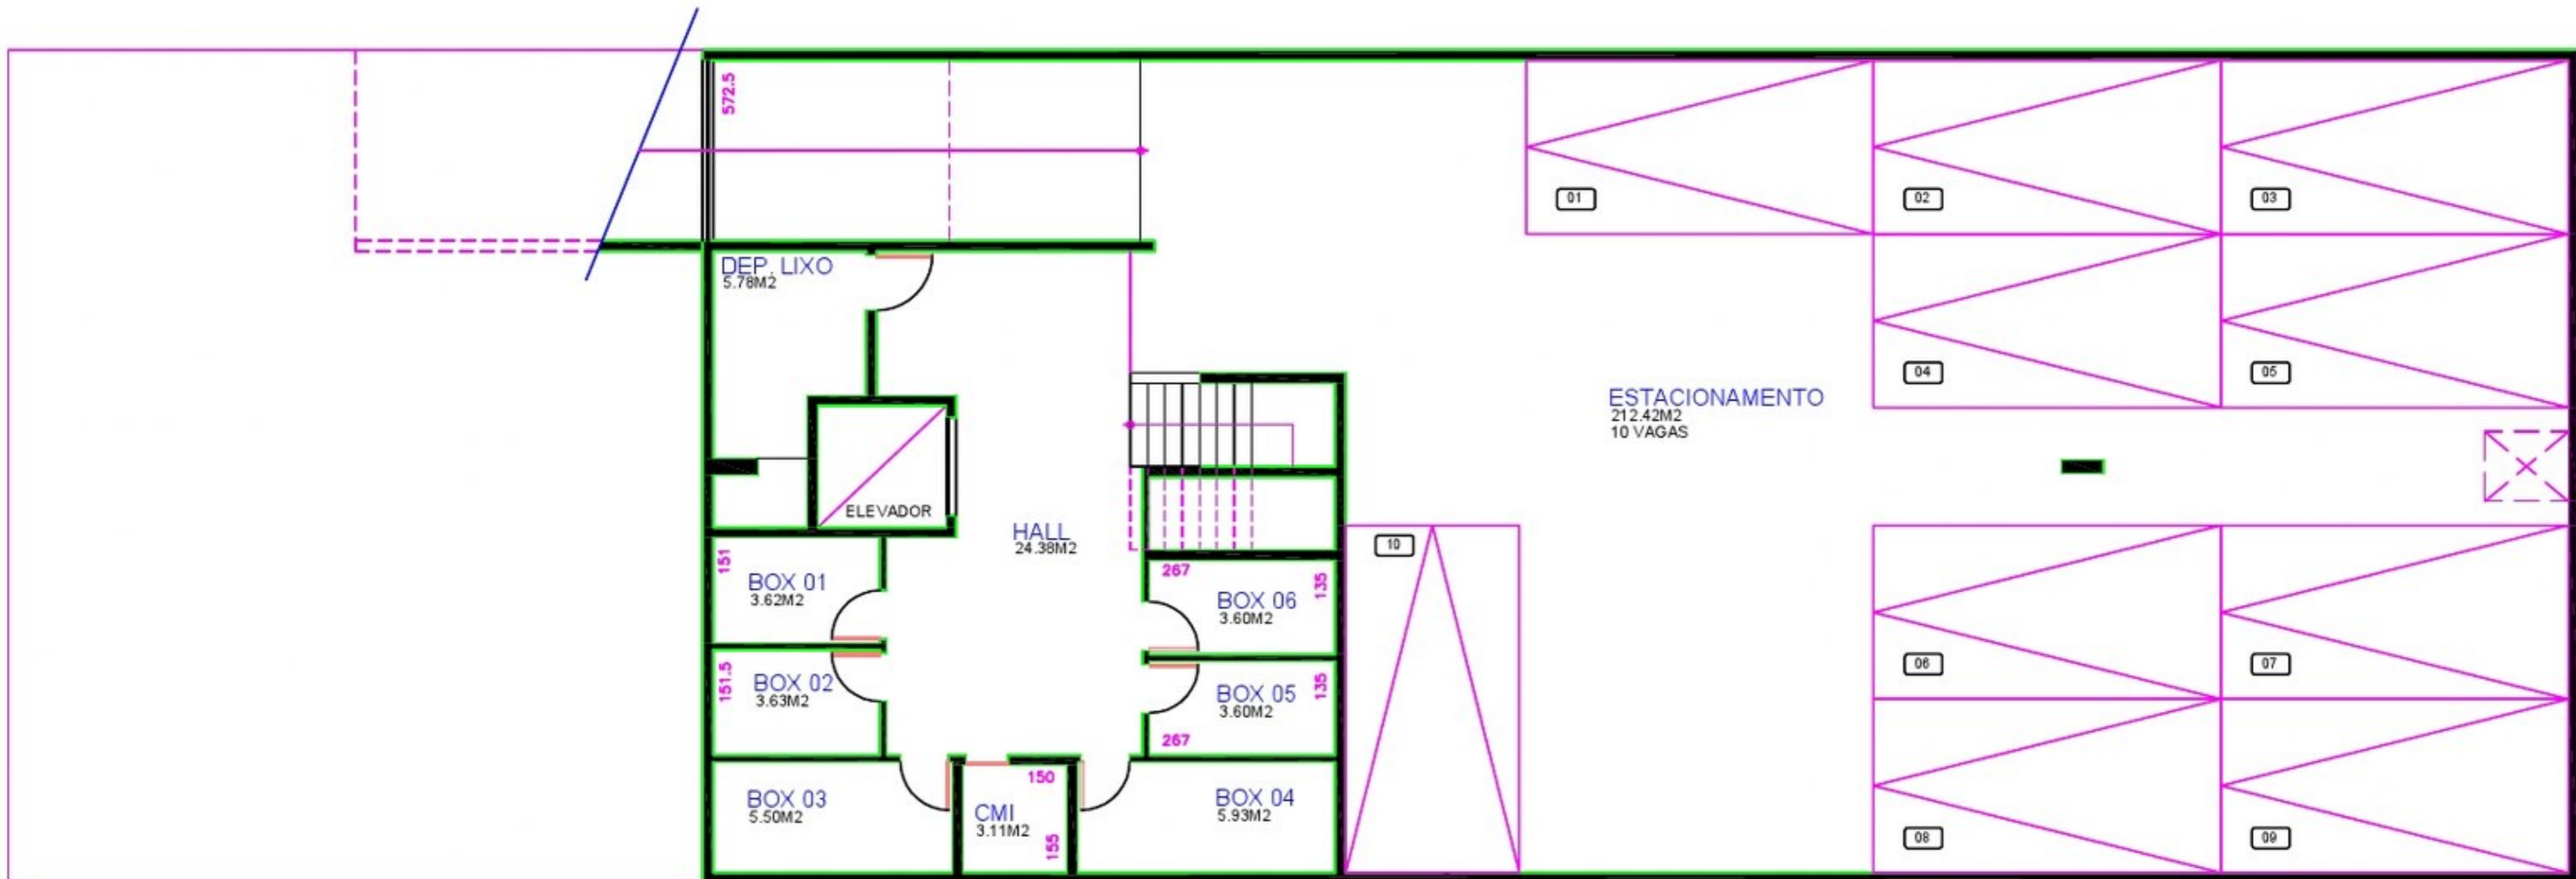 572.5
01
02
03
DEP. LIXO
5.78M2
04
05
ESTACIONAMENTO
212.42M2
10 VAGAS
ELEVADOR
HALL
24.38M2
10
151
BOX 01
3.62M2
267
135
BOX 06
3.60M2
151.5
BOX 02
3.63M2
135
BOX 05
3.60M2
267
06
07
BOX 03
5.50M2
150
CMI
3.11M2
155
BOX 04
5.93M2
08
09